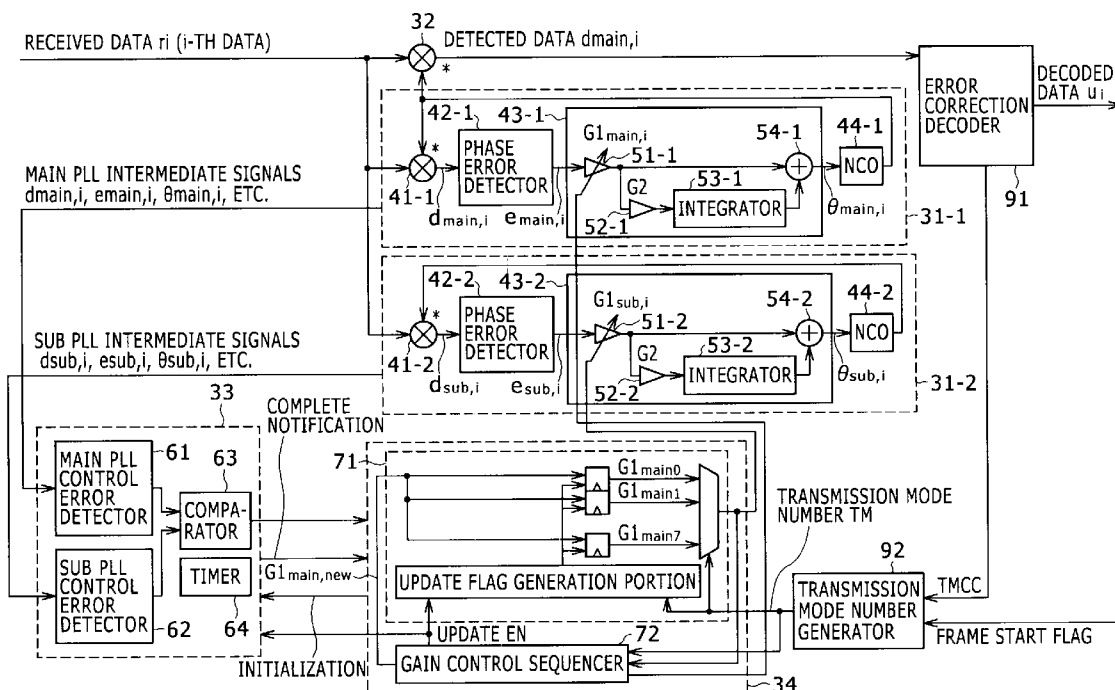 32
RECEIVED DATA ri (i-TH DATA)
DETECTED DATA dmain,i
*
ERROR
CORRECTION
DECODER
DECODED
DATA ui
91
42-1
43-1
*
PHASE
ERROR
DETECTOR
G1main,i
51-1
54-1
44-1
NCO
G2
53-1
INTEGRATOR
52-1
41-1
dmain,i
emain,i
θmain,i
31-1
MAIN PLL INTERMEDIATE SIGNALS
dmain,i, emain,i, θmain,i, ETC.
42-2
43-2
*
PHASE
ERROR
DETECTOR
G1sub,i
51-2
54-2
44-2
NCO
G2
53-2
INTEGRATOR
52-2
41-2
dsub,i
esub,i
θsub,i
31-2
SUB PLL INTERMEDIATE SIGNALS
dsub,i, esub,i, θsub,i, ETC.
33
COMPLETE
NOTIFICATION
61
MAIN PLL
CONTROL
ERROR
DETECTOR
63
COMPA-
RATOR
SUB PLL
CONTROL
ERROR
DETECTOR
62
TIMER
64
G1main,new
INITIALIZATION
71
G1main0
G1main1
G1main7
UPDATE FLAG GENERATION PORTION
UPDATE EN
72
GAIN CONTROL SEQUENCER
34
TRANSMISSION MODE
NUMBER TM
92
TRANSMISSION
MODE NUMBER
GENERATOR
TMCC
FRAME START FLAG